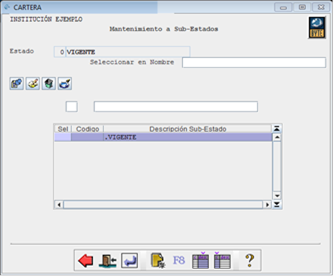 CARTERA
INSTITUCIÓN EJEMPLO
Mantenimiento a Sub-Estados
Estado 0 VIGENTE
Seleccionar en Nombre
Sel Codigo Descripción Sub-Estado
.VIGENTE
F8
?